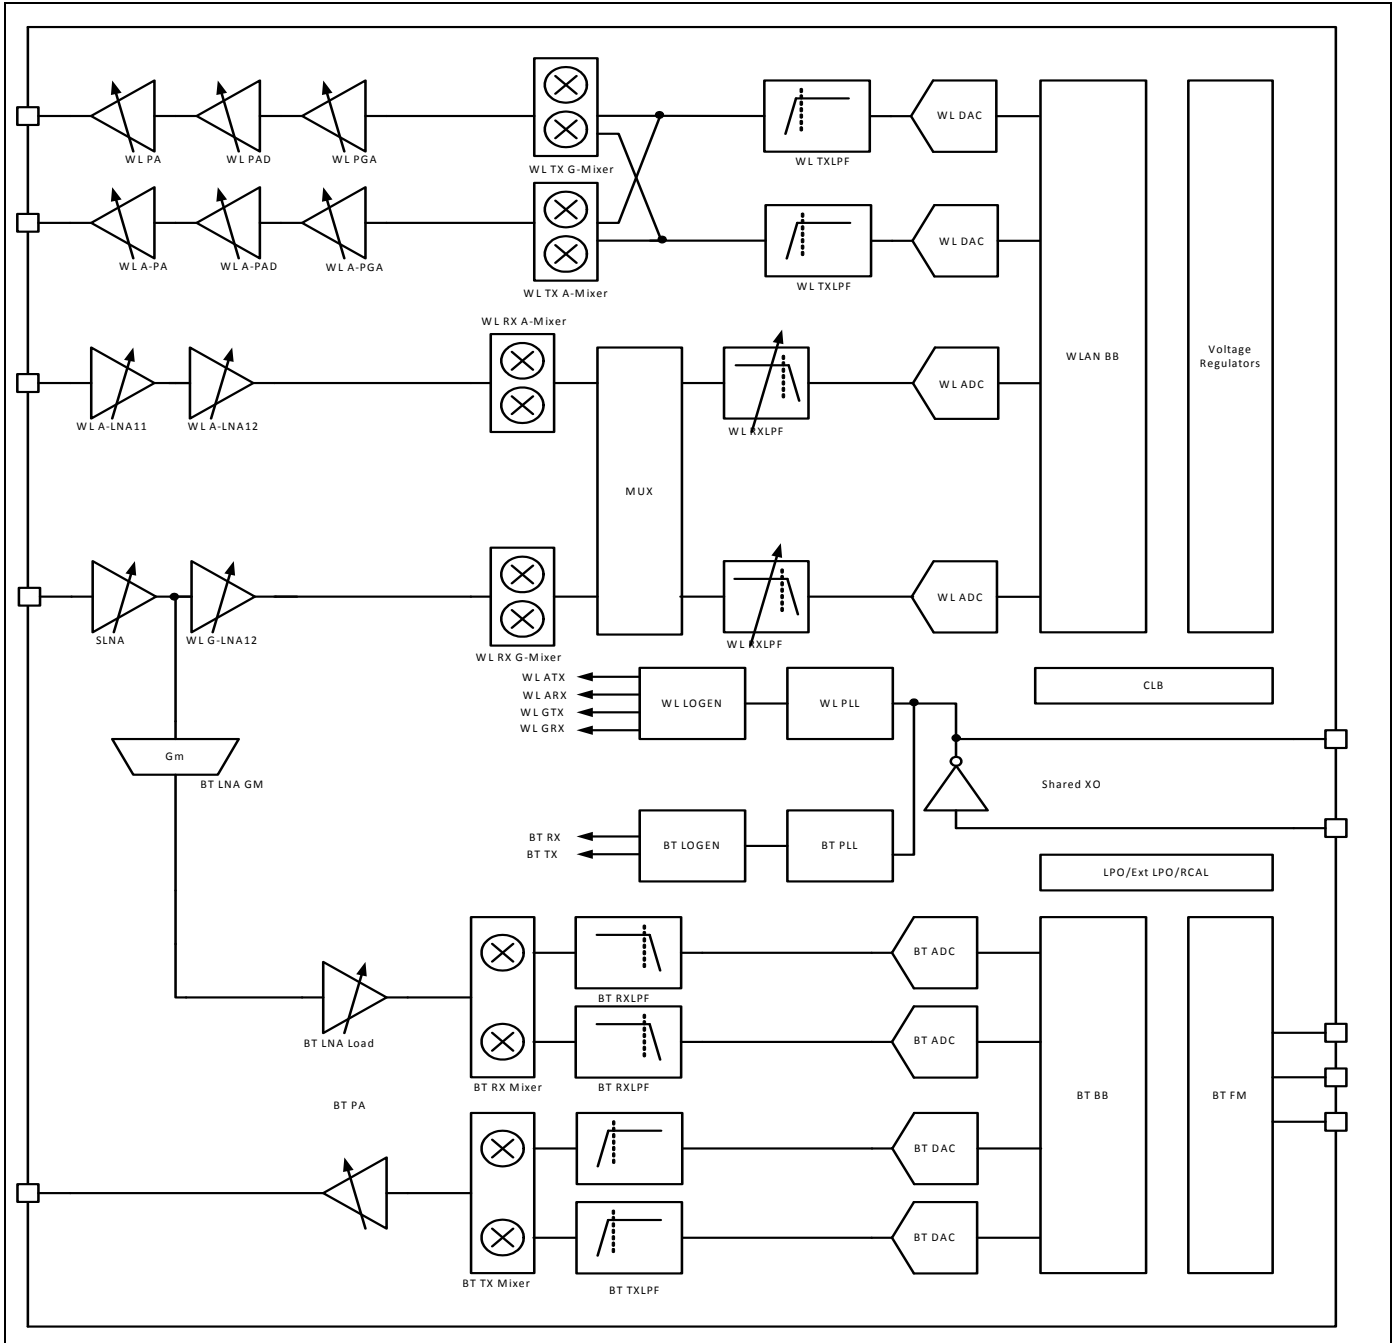 WL DAC
WL PA
WL PAD
WL PGA
WL TX G-Mixer
WL TXLPF
WL DAC
WL A-PA
WL A-PAD
WL A-PGA
WL TX A-Mixer
WL TXLPF
WL RX A-Mixer
WLAN BB
Voltage
Regulators
WL ADC
WL A-LNA11
WL A-LNA12
WL RXLPF
MUX
WL ADC
SLNA
WL G-LNA12
WL RX G-Mixer
WL RXLPF
WL ATX
WL ARX
WL GTX
WL GRX
WL LOGEN
WL PLL
CLB
Gm
BT LNA GM
Shared XO
BT RX
BT TX
BT LOGEN
BT PLL
LPO/Ext LPO/RCAL
BT ADC
BT RXLPF
BT LNA Load
BT ADC
BT RX Mixer
BT RXLPF
BT PA
BT BB
BT FM
BT DAC
BT DAC
BT TX Mixer
BT TXLPF